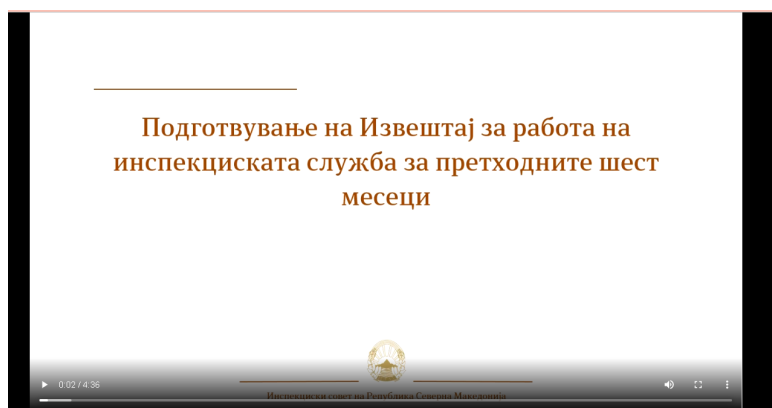 Подготвување на Извештај за работа на
инспекциската служба за претходните шест
месеци
0:02 / 4:36
Инспекциски совет на Република Северна Македонија